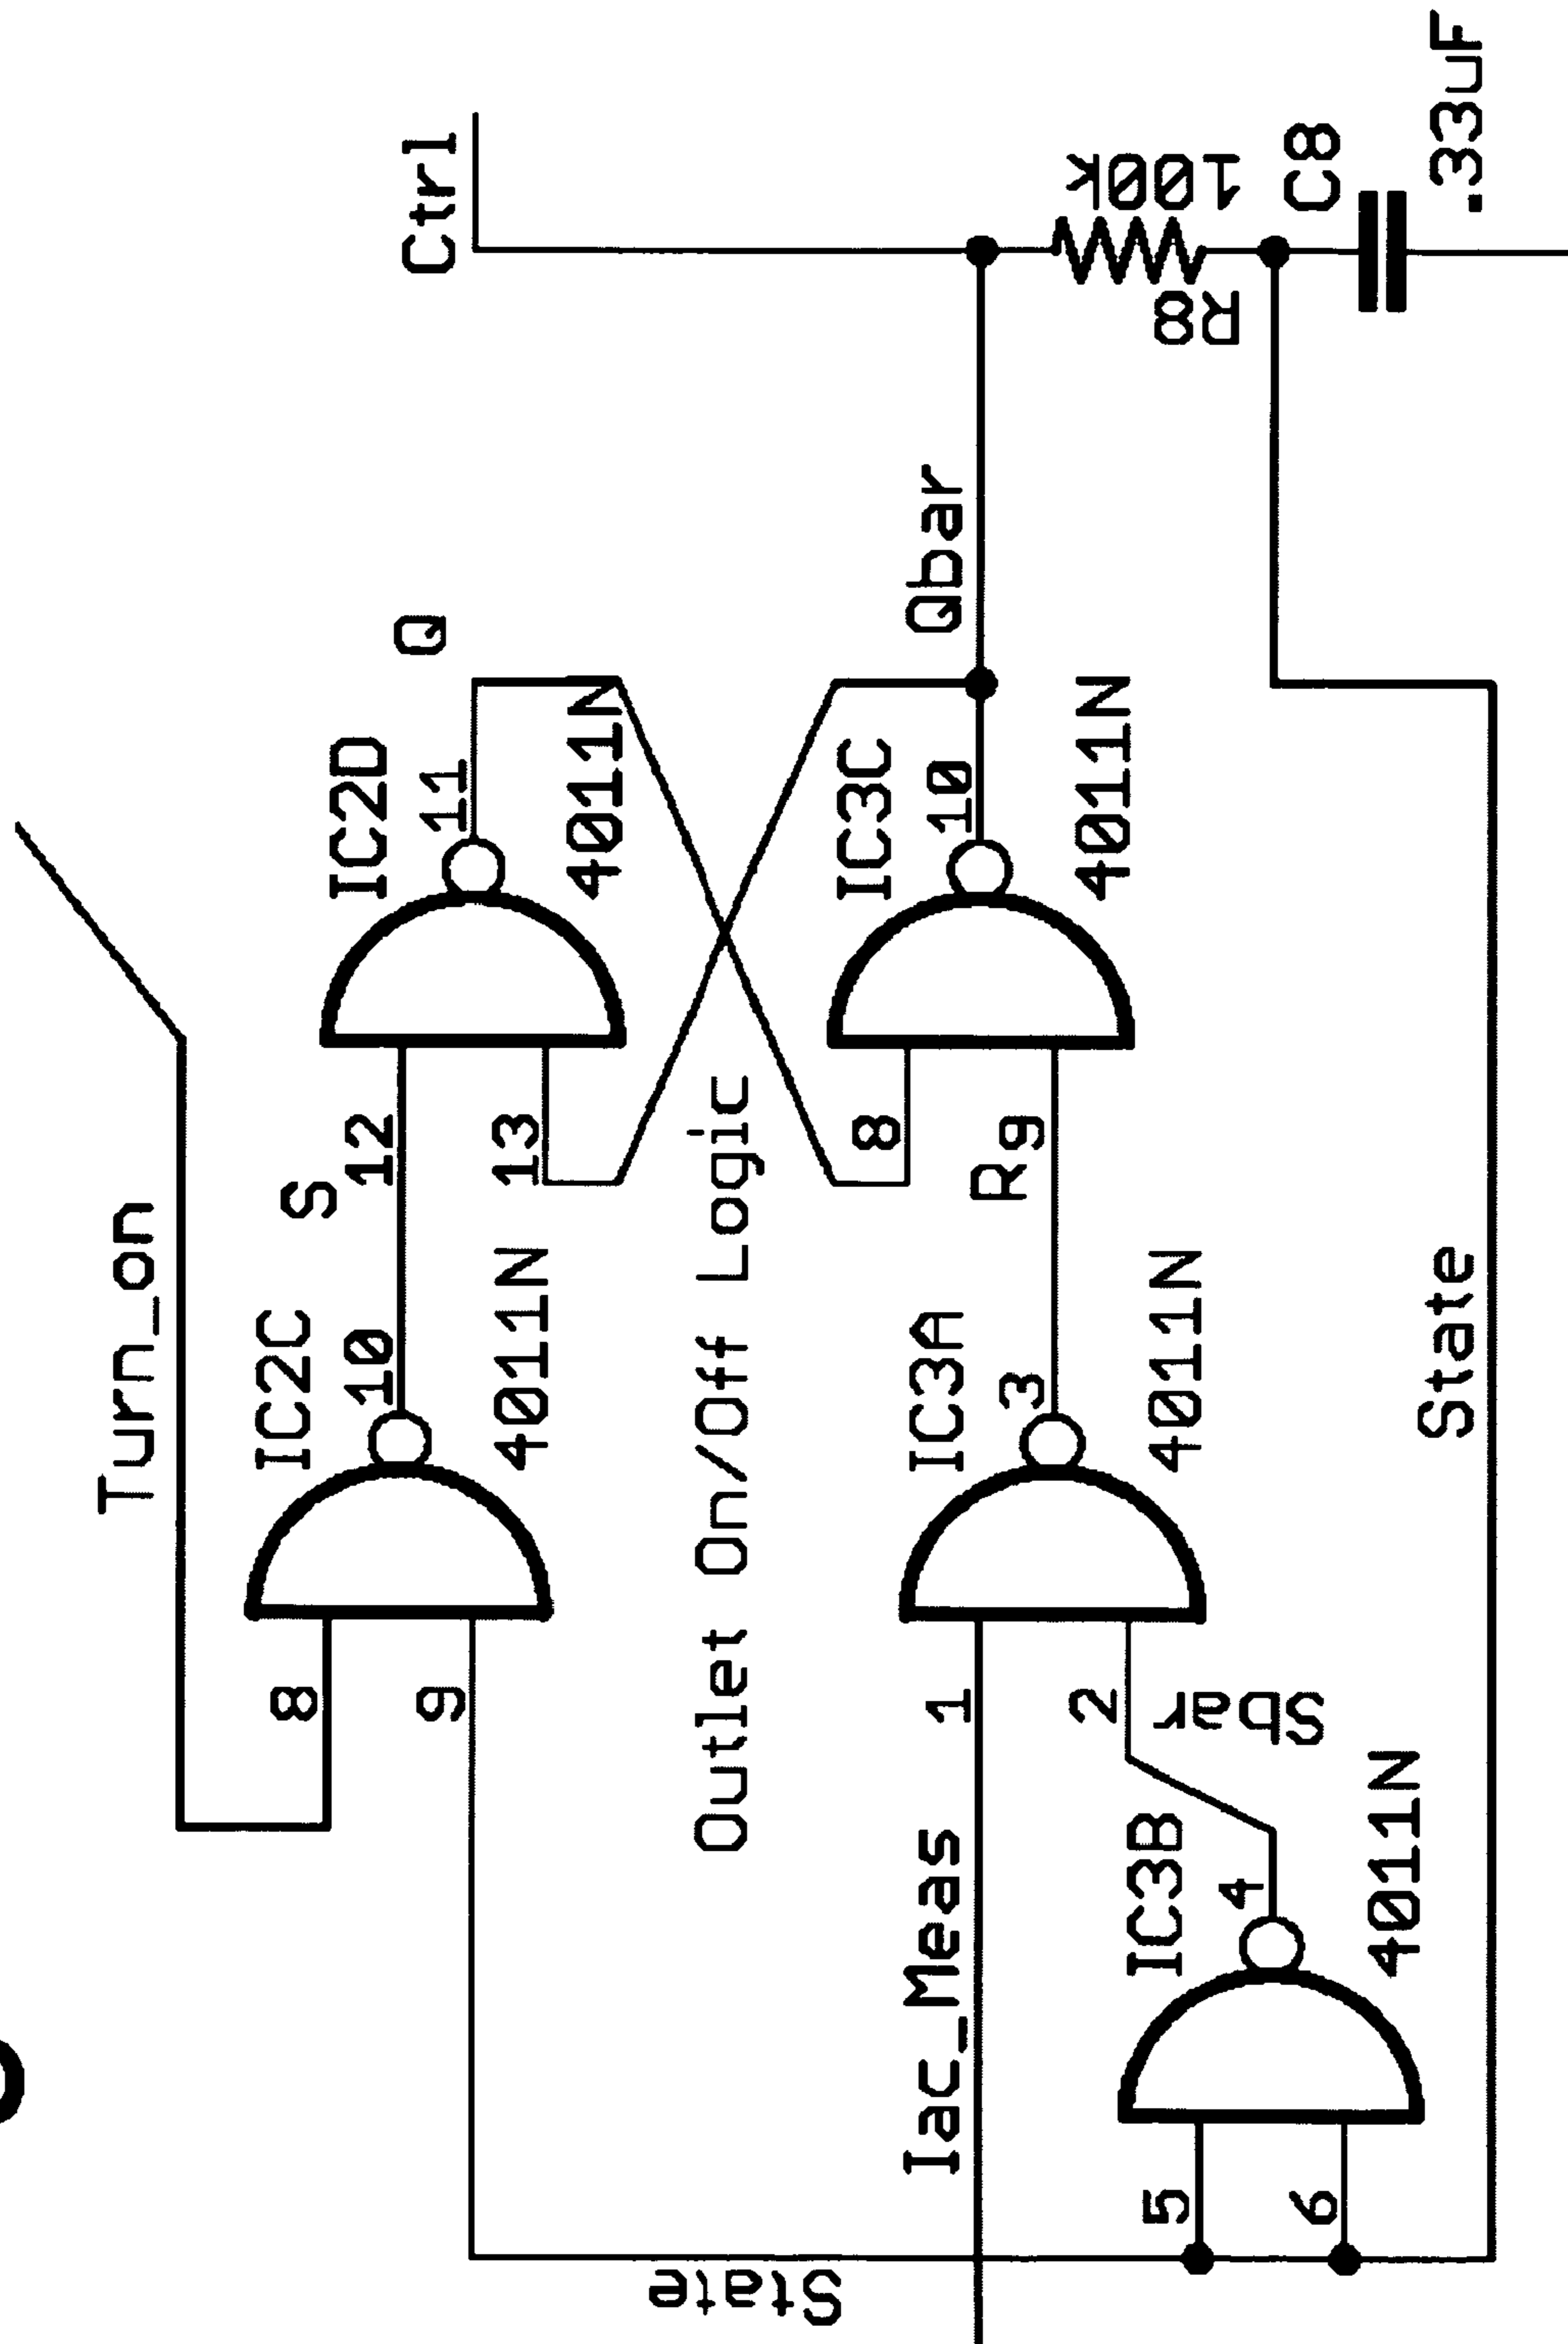 Turn_on
IC2C
8
9
10
4011N
S
12
13
IC2D
11
4011N
Q
Ctrl
Outlet On/Off Logic
Iac_Meas
1
2
Sbar
IC3A
3
4011N
R
8
9
IC3C
10
4011N
Qbar
R8
100k
C8
.33uF
State
5
6
IC3B
4
4011N
State